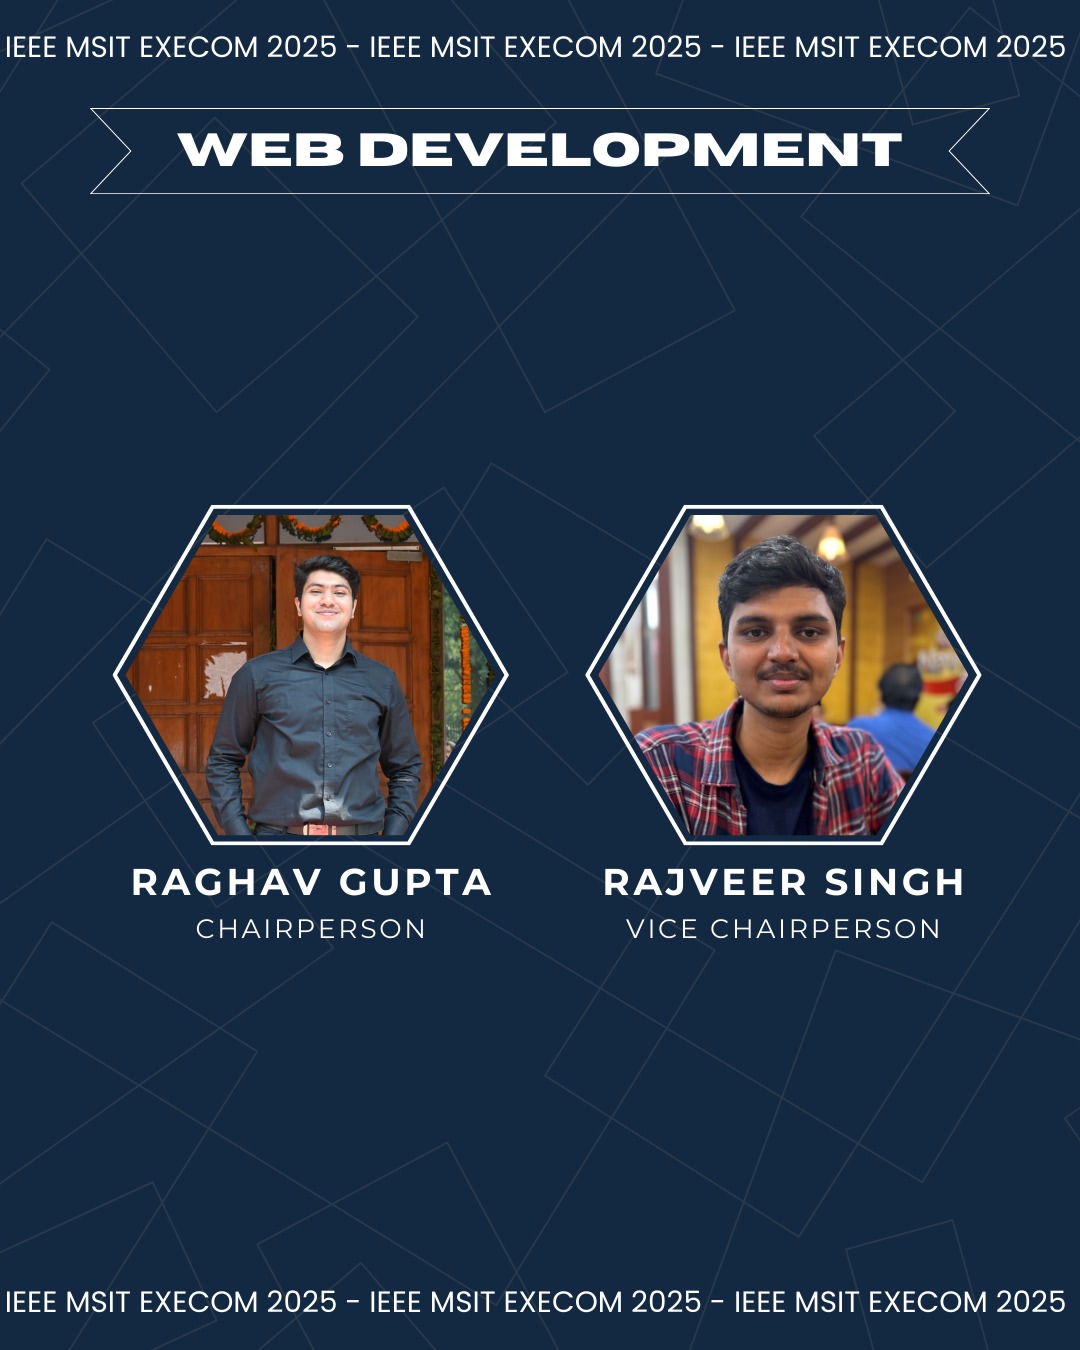 IEEE MSIT EXECOM 2025 - IEEE MSIT EXECOM 2025 - IEEE MSIT EXECOM 2025
WEB DEVELOPMENT
RAGHAV GUPTA
CHAIRPERSON
RAJVEER SINGH
VICE CHAIRPERSON
IEEE MSIT EXECOM 2025 - IEEE MSIT EXECOM 2025 - IEEE MSIT EXECOM 2025